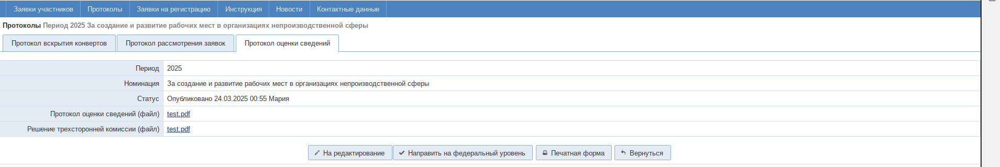 Заявки участников Протоколы Заявки на регистрацию Инструкция Новости Контактные данные
Протоколы Период 2025 За создание и развитие рабочих мест в организациях непроизводственной сферы
Протокол вскрытия конвертов Протокол рассмотрения заявок Протокол оценки сведений
Период 2025
Номинация За создание и развитие рабочих мест в организациях непроизводственной сферы
Статус Опубликовано 24.03.2025 00:55 Мария
Протокол оценки сведений (файл) test.pdf
Решение трехсторонней комиссии (файл) test.pdf
На редактирование Направить на федеральный уровень Печатная форма Вернуться